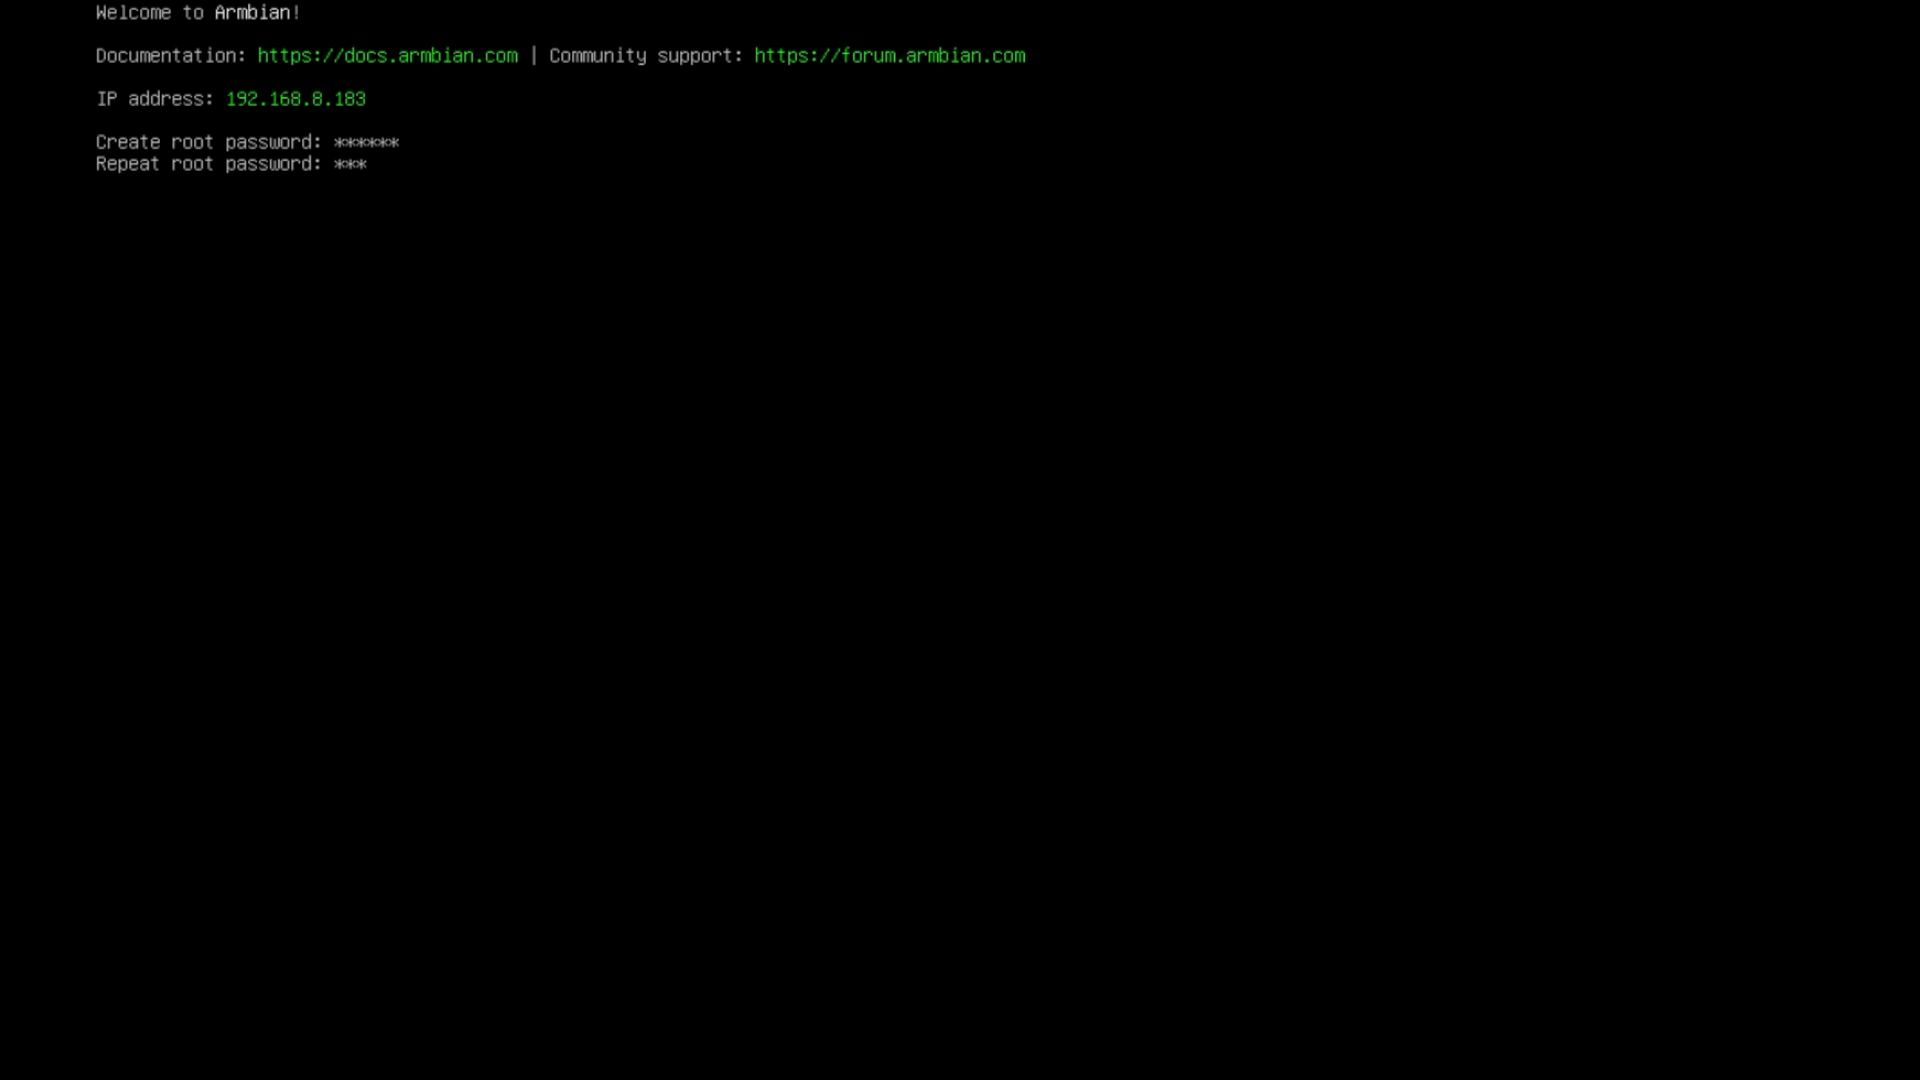 Welcome to Armbian!
Documentation: https://docs.armbian.com | Community support: https://forum.armbian.com
IP address: 192.168.8.183
Create root password: ******
Repeat root password: ***